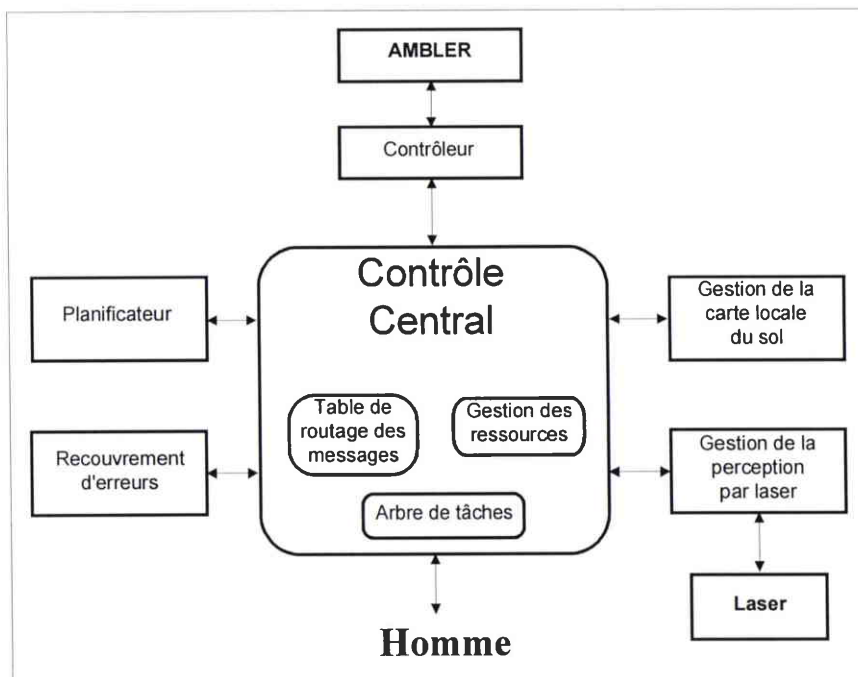 AMBLER
Contrôleur
Contrôle
Central
Planificateur
Gestion de la
carte locale
du sol
Table de
routage des
messages
Gestion des
ressources
Recouvrement
d'erreurs
Gestion de la
perception
par laser
Arbre de tâches
Laser
Homme